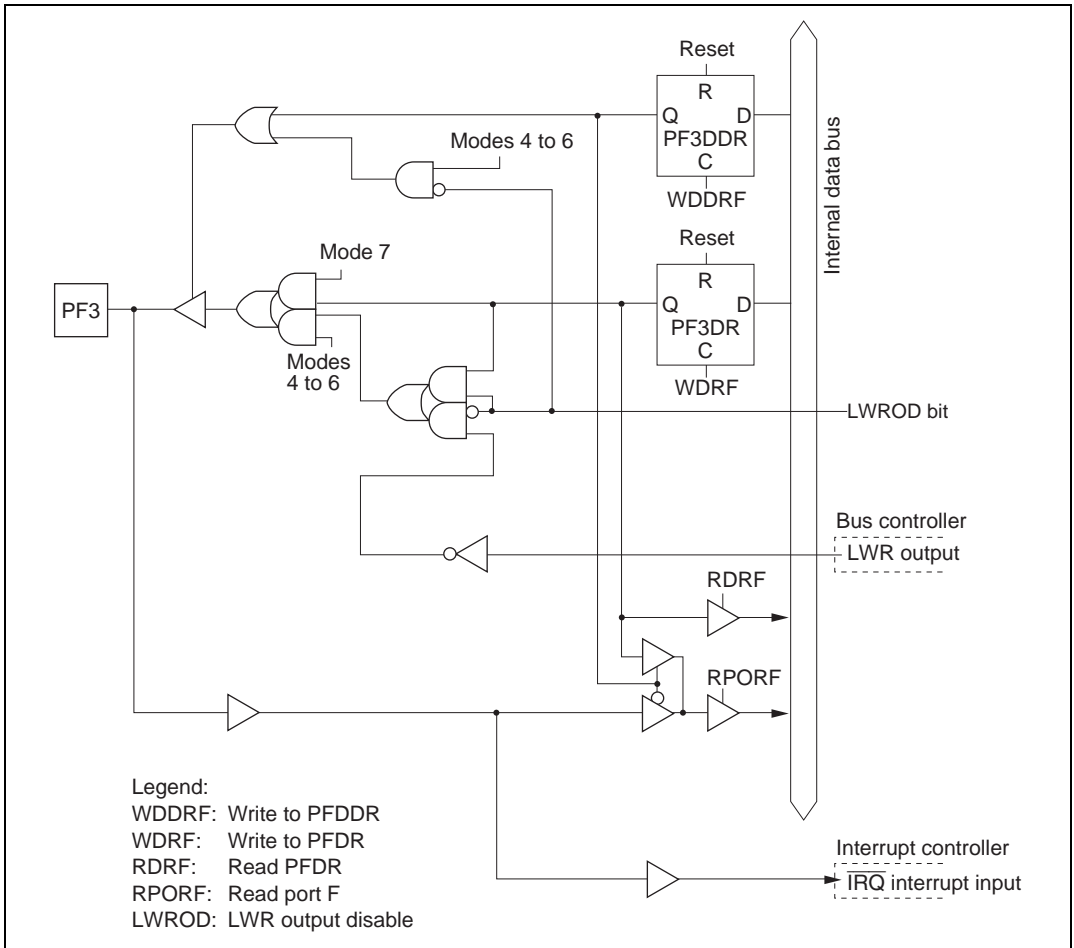 Reset
R
Q D
PF3DDR
C
WDDRF
Modes 4 to 6
Internal data bus
Reset
R
Q D
PF3DR
C
WDRF
Mode 7
PF3
Modes
4 to 6
LWROD bit
Bus controller
LWR output
RDRF
RPORF
Legend:
WDDRF: Write to PFDDR
WDRF: Write to PFDR
RDRF: Read PFDR
RPORF: Read port F
LWROD: LWR output disable
Interrupt controller
I̅R̅Q̅ interrupt input